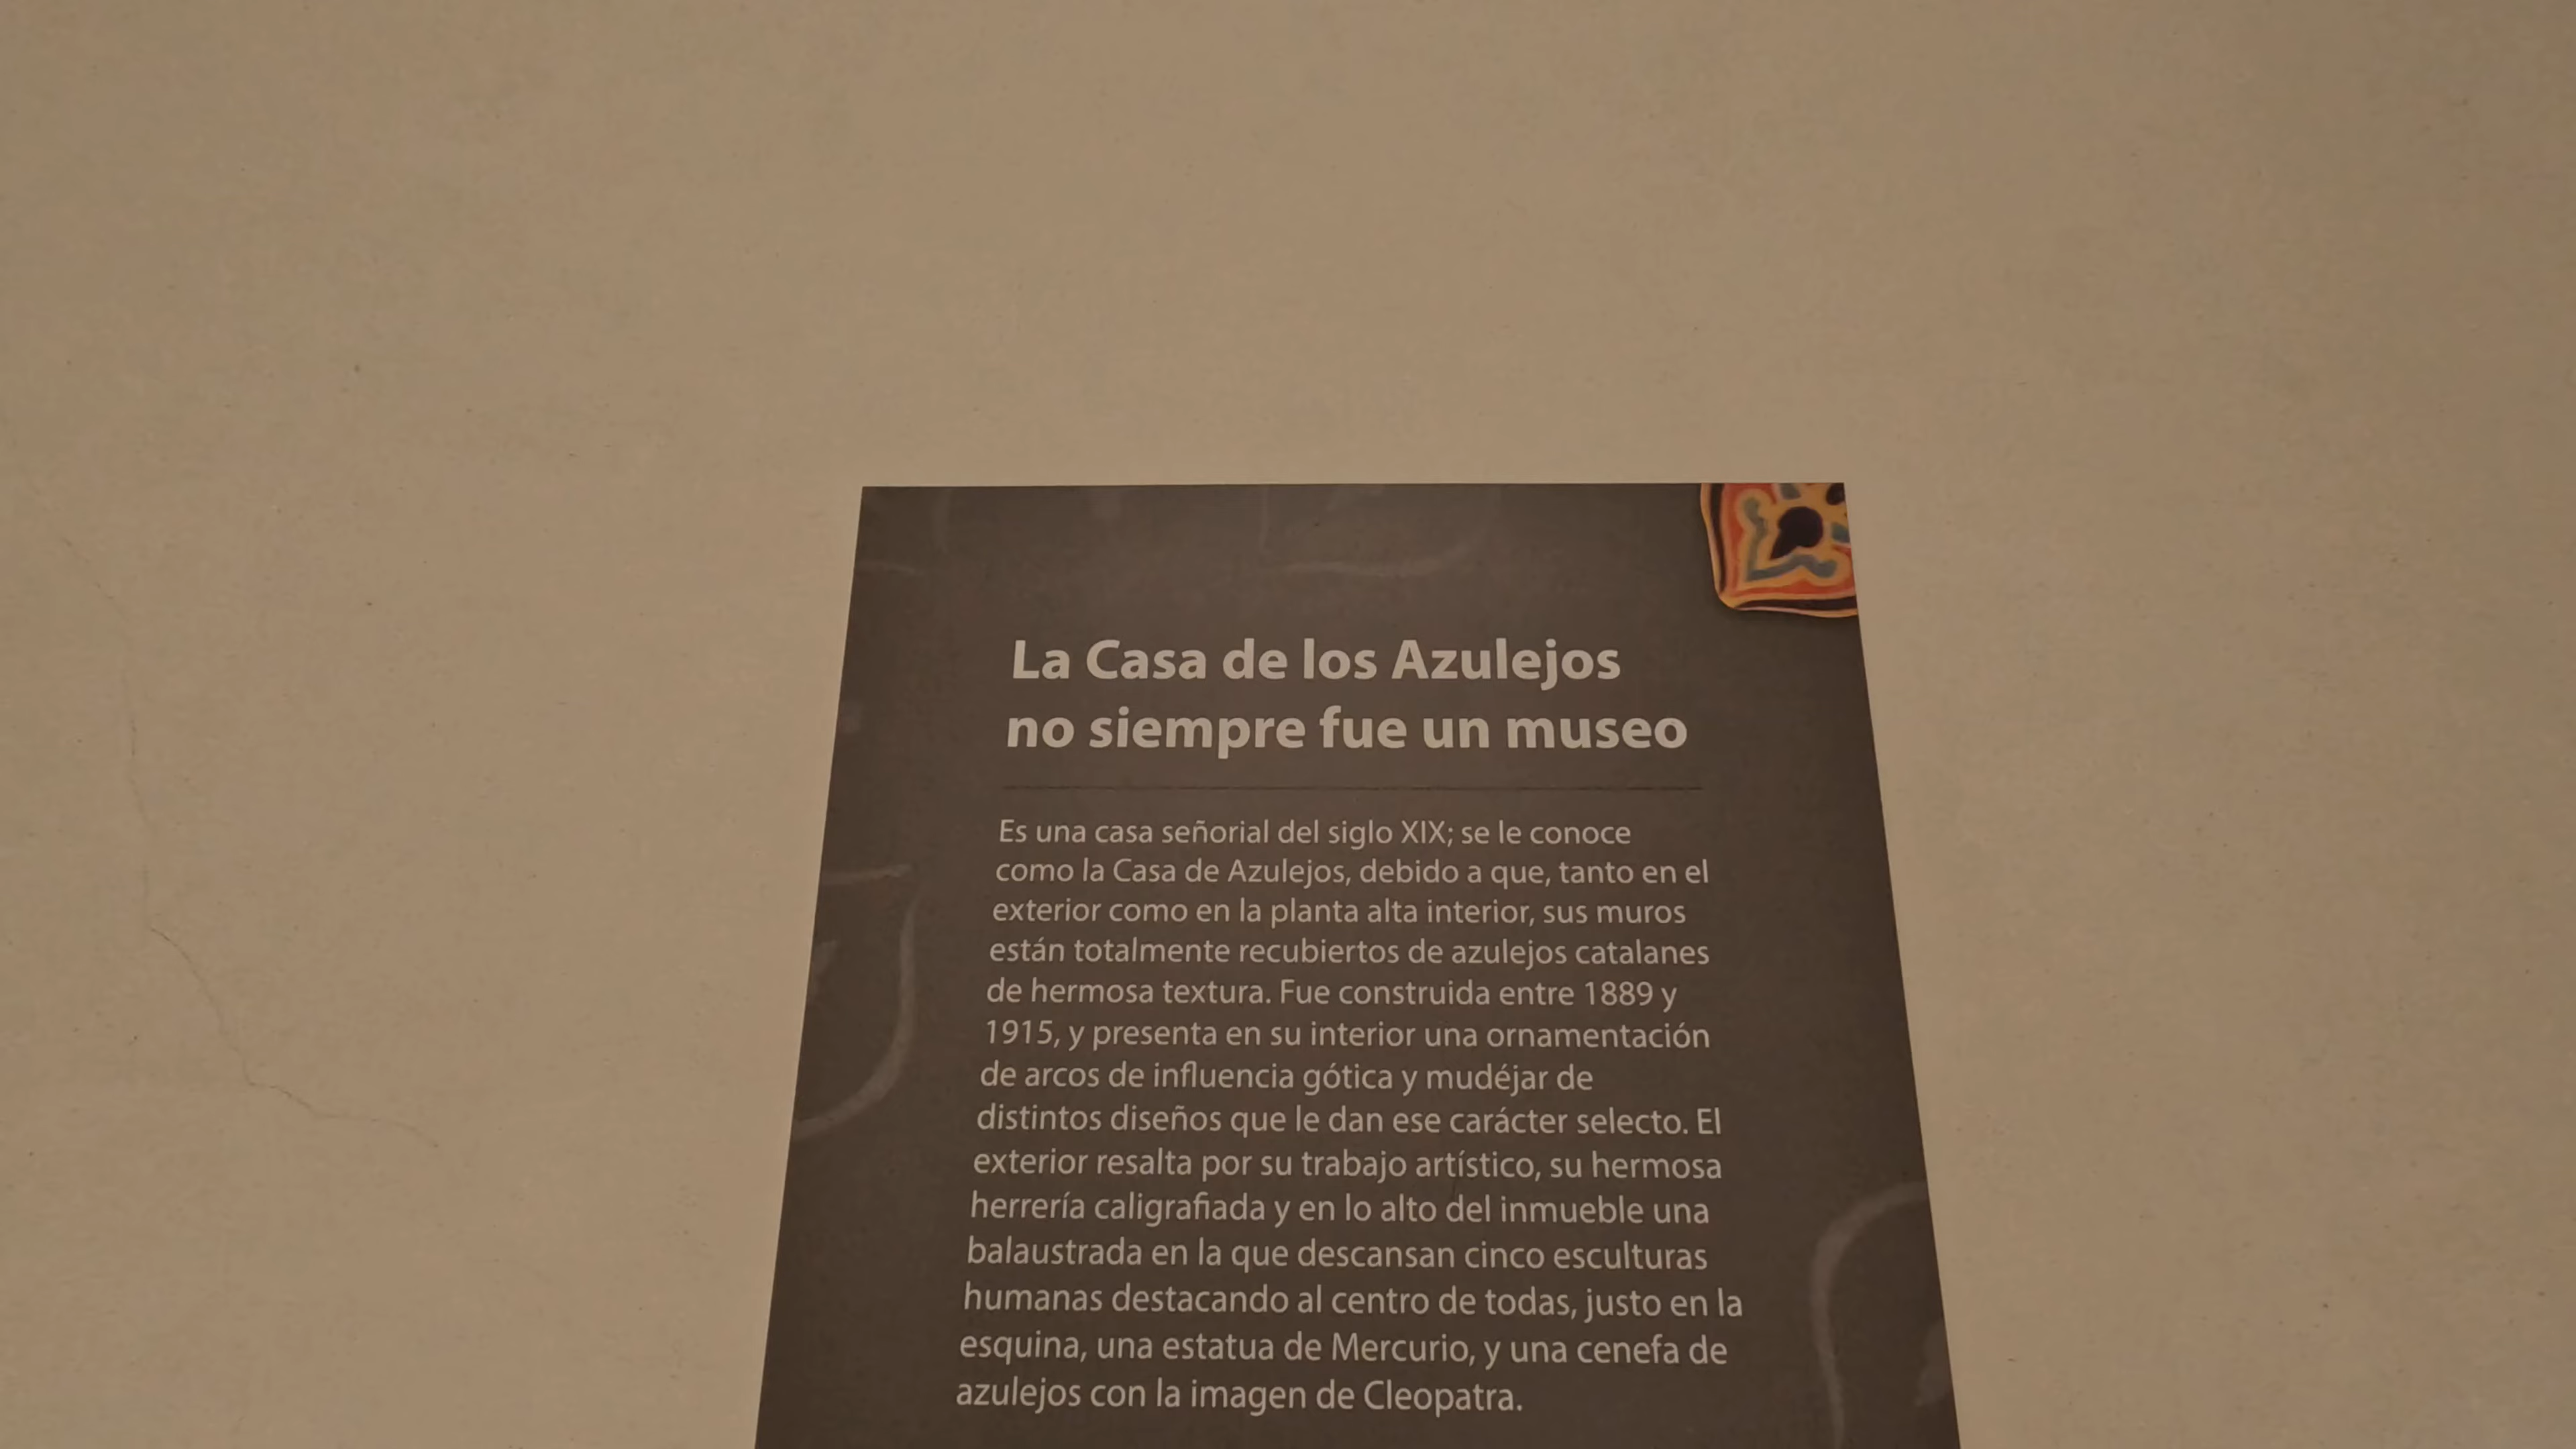 La Casa de los Azulejos
no siempre fue un museo
Es una casa señorial del siglo XIX; se le conoce
como la Casa de Azulejos, debido a que, tanto en el
exterior como en la planta alta interior, sus muros
están totalmente recubiertos de azulejos catalanes
de hermosa textura. Fue construida entre 1889 y
1915, y presenta en su interior una ornamentación
de arcos de influencia gótica y mudéjar de
distintos diseños que le dan ese carácter selecto. El
exterior resalta por su trabajo artístico, su hermosa
herrería caligrafiada y en lo alto del inmueble una
balaustrada en la que descansan cinco esculturas
humanas destacando al centro de todas, justo en la
esquina, una estatua de Mercurio, y una cenefa de
azulejos con la imagen de Cleopatra.